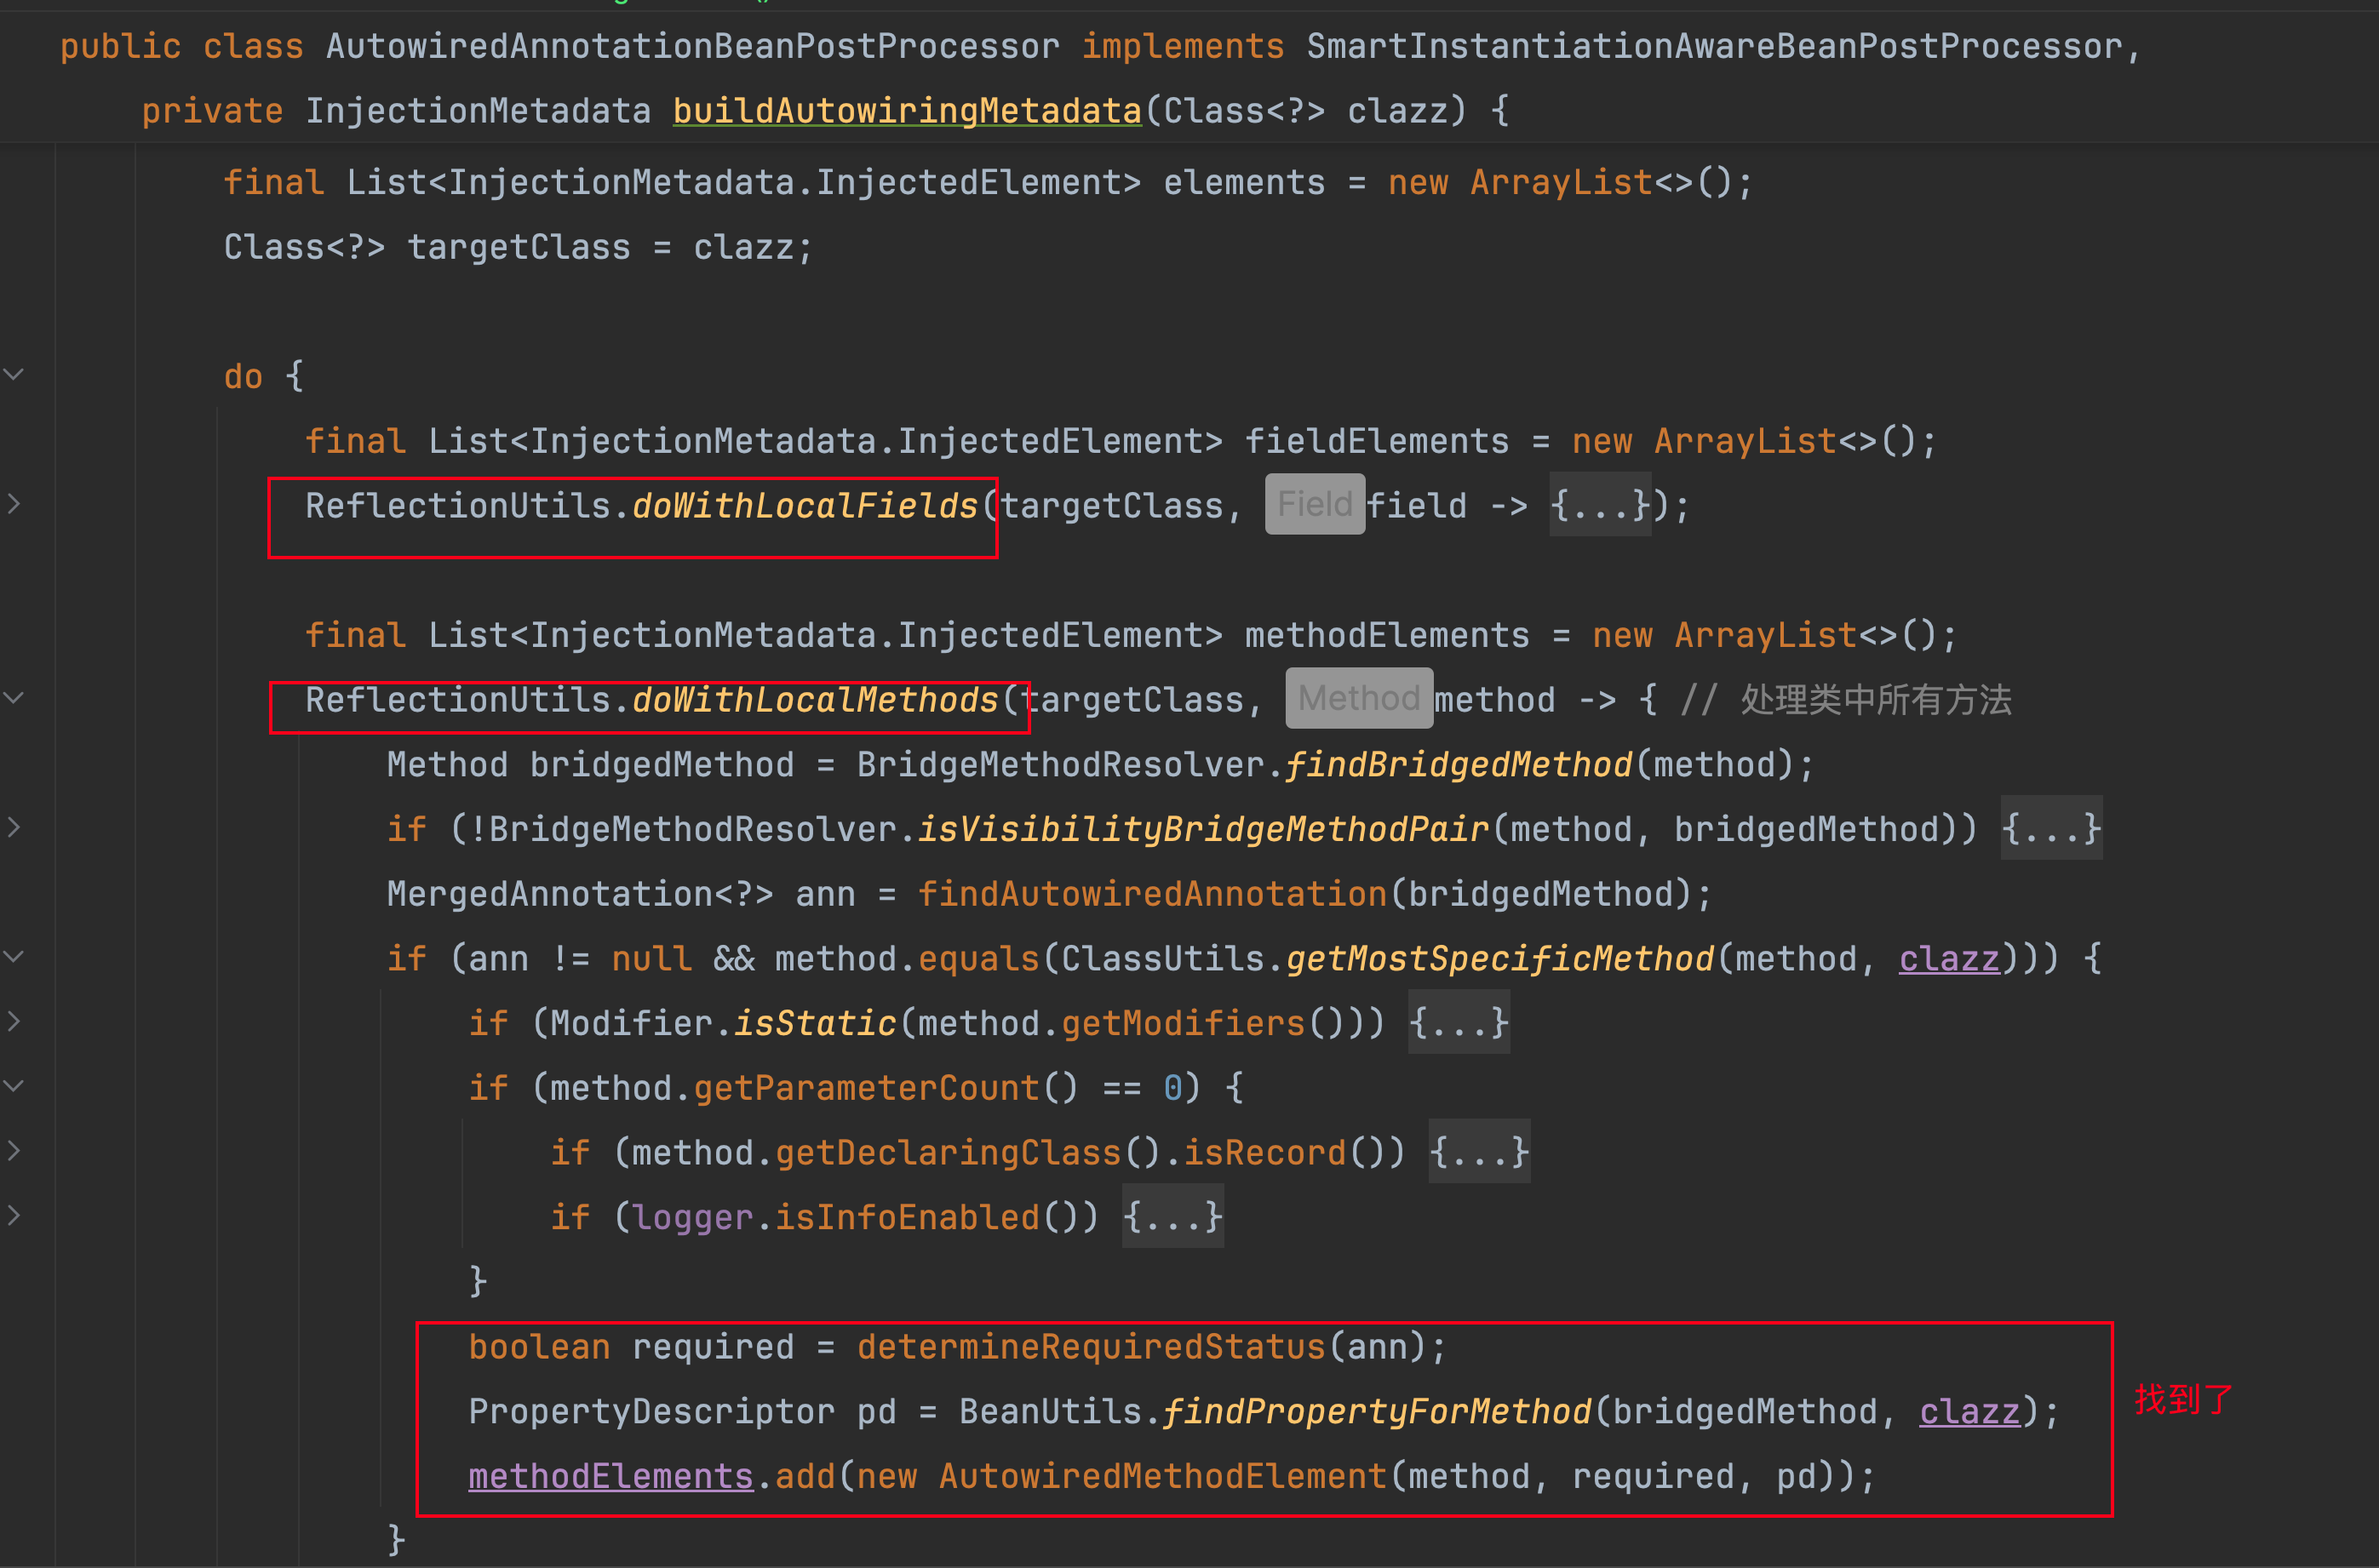 public class AutowiredAnnotationBeanPostProcessor implements SmartInstantiationAwareBeanPostProcessor,
private InjectionMetadata buildAutowiringMetadata(Class<?> clazz) {
final List<InjectionMetadata.InjectedElement> elements = new ArrayList<>();
Class<?> targetClass = clazz;
do {
final List<InjectionMetadata.InjectedElement> fieldElements = new ArrayList<>();
ReflectionUtils.doWithLocalFields(targetClass, Field field -> {...});
final List<InjectionMetadata.InjectedElement> methodElements = new ArrayList<>();
ReflectionUtils.doWithLocalMethods(targetClass, Method method -> { // 处理类中所有方法
Method bridgedMethod = BridgeMethodResolver.findBridgedMethod(method);
if (!BridgeMethodResolver.isVisibilityBridgeMethodPair(method, bridgedMethod)) {...}
MergedAnnotation<?> ann = findAutowiredAnnotation(bridgedMethod);
if (ann != null && method.equals(ClassUtils.getMostSpecificMethod(method, clazz))) {
if (Modifier.isStatic(method.getModifiers())) {...}
if (method.getParameterCount() == 0) {
if (method.getDeclaringClass().isRecord()) {...}
if (logger.isInfoEnabled()) {...}
}
boolean required = determineRequiredStatus(ann);
PropertyDescriptor pd = BeanUtils.findPropertyForMethod(bridgedMethod, clazz);
找到了
methodElements.add(new AutowiredMethodElement(method, required, pd));
}